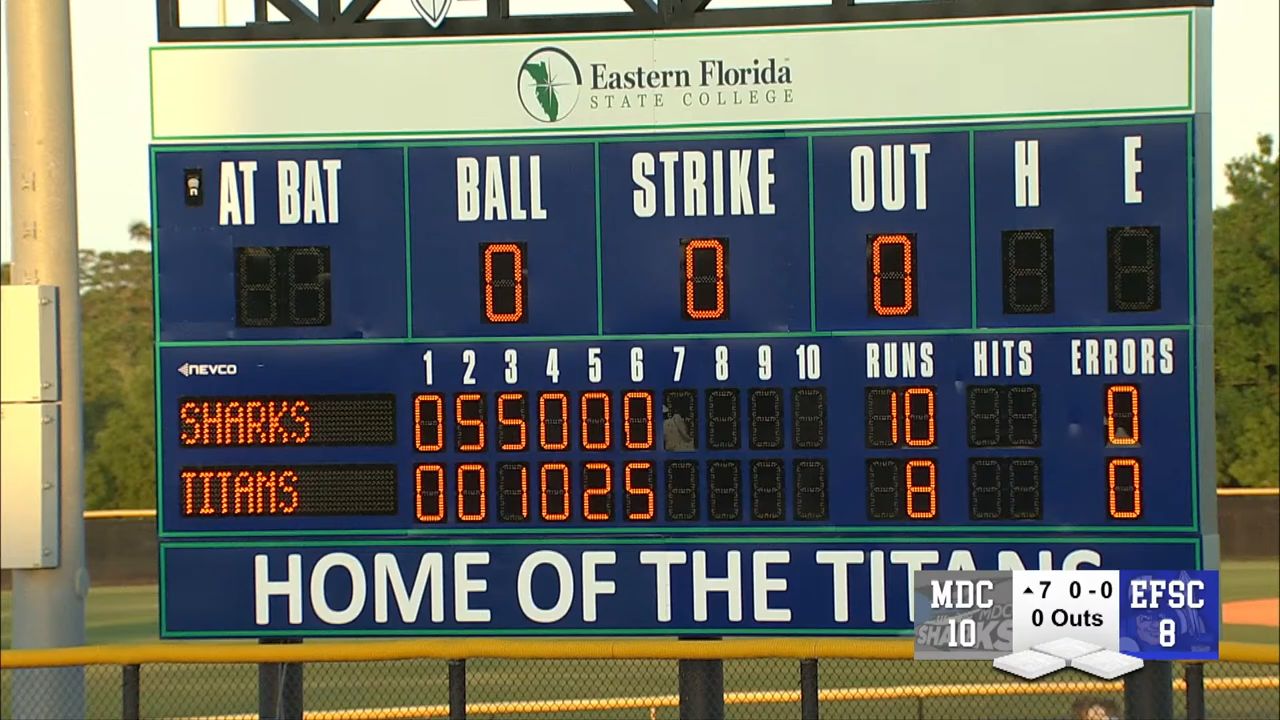 Eastern Florida
STATE COLLEGE
AT BAT BALL STRIKE OUT H E
0 0 0
NEVCO 1 2 3 4 5 6 7 8 9 10 RUNS HITS ERRORS
SHARKS 0 5 5 0 0 0 10 0
TITANS 0 0 1 0 2 5 8 0
HOME OF THE TITANS
MDC 7 0-0 EFSC
10 0 Outs 8